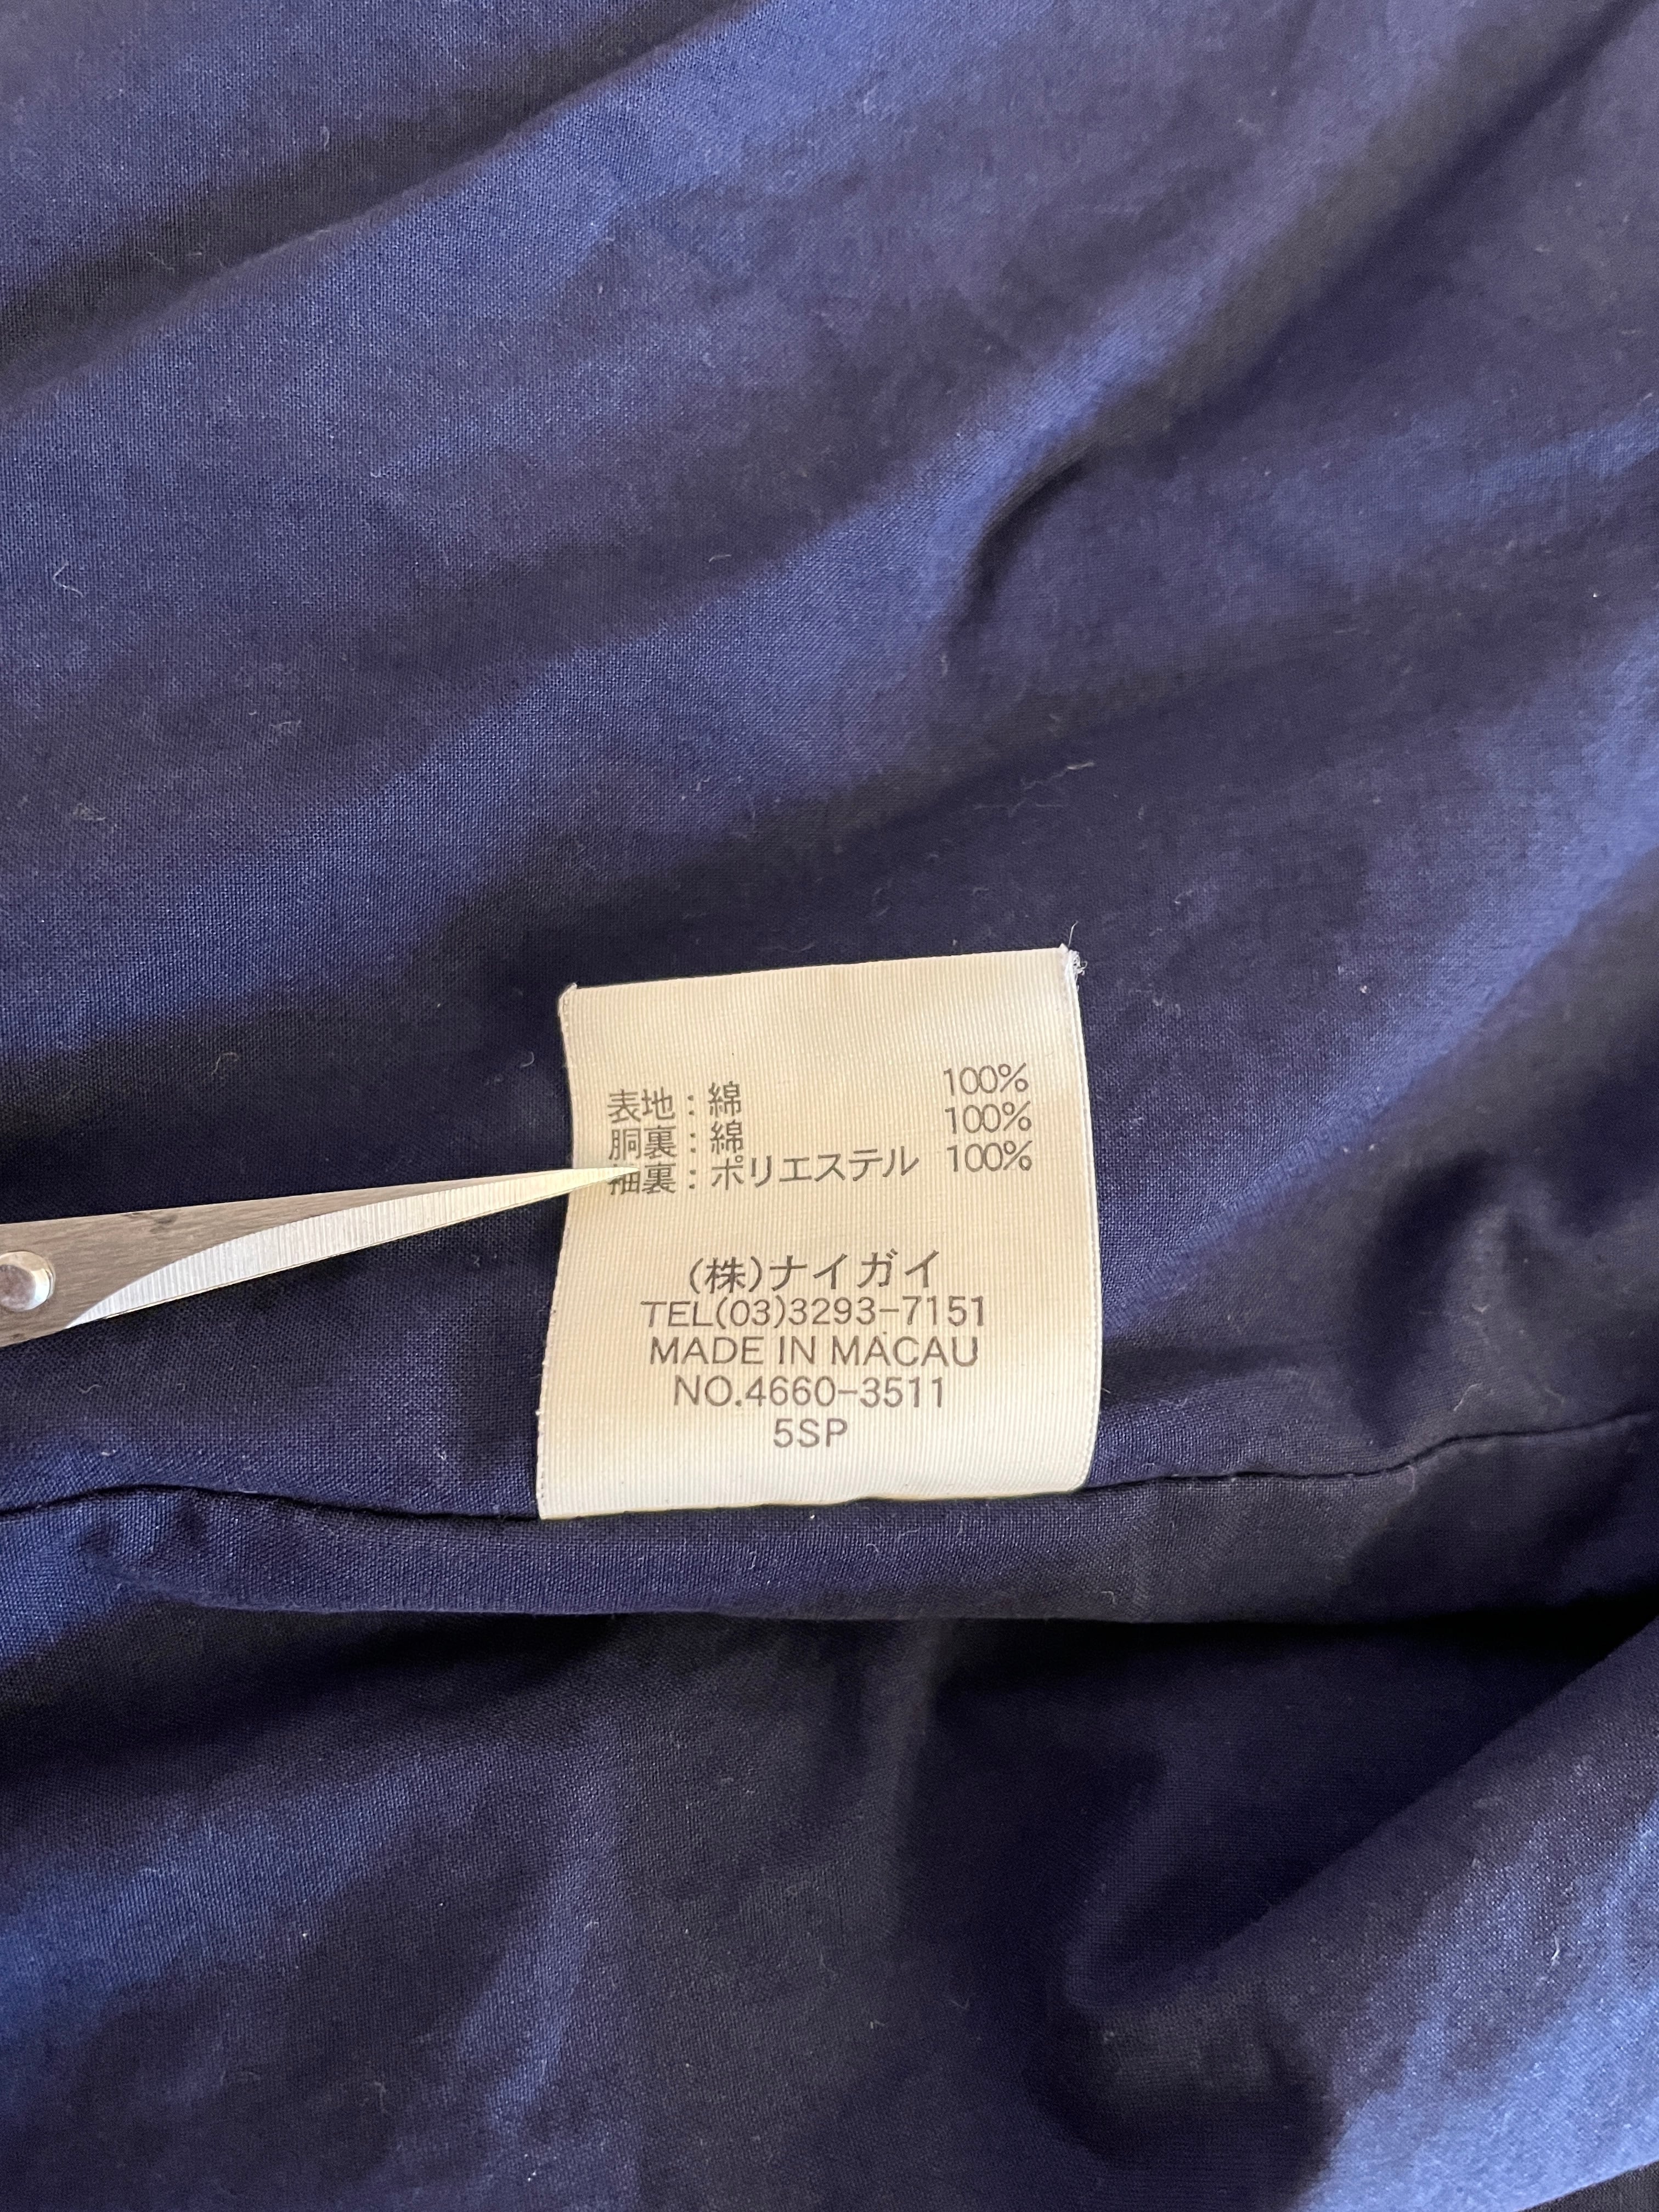 表地：綿 100%
胴裏：綿 100%
袖裏：ポリエステル 100%
(株)ナイガイ
TEL(03)3293-7151
MADE IN MACAU
NO.4660-3511
5SP